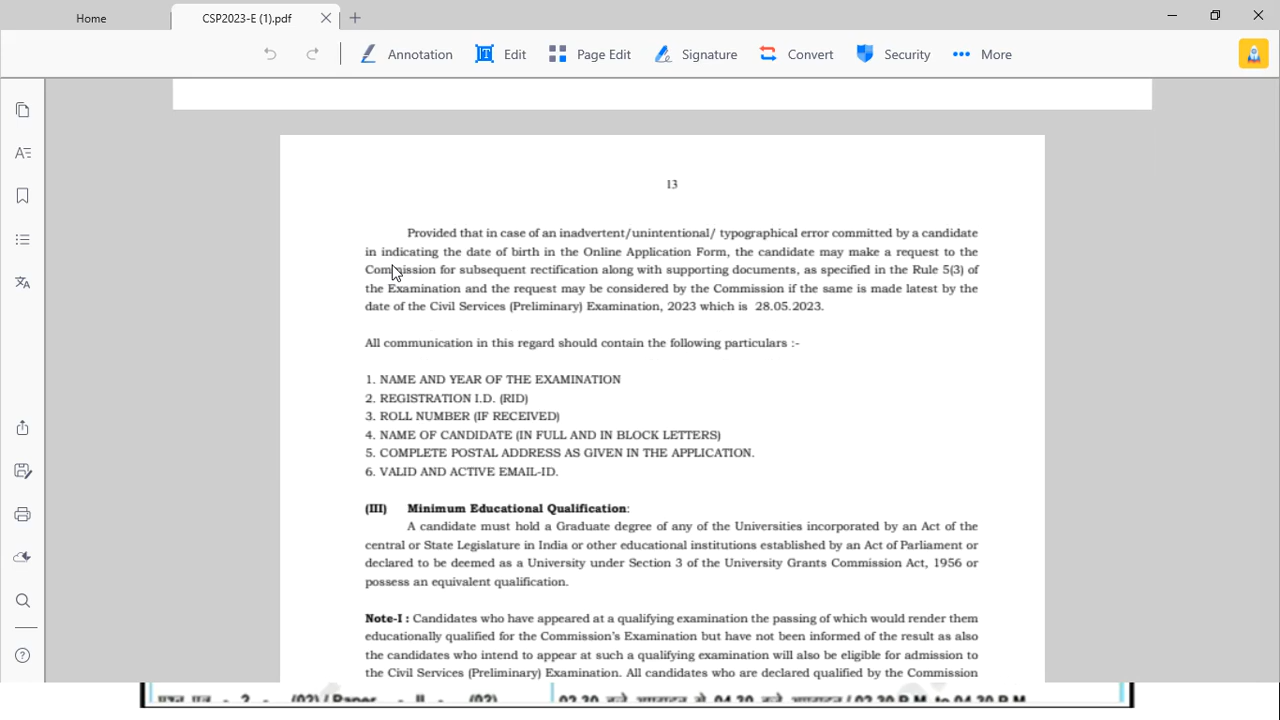 Home
CSP2023-E (1).pdf
Annotation
Edit
Page Edit
Signature
Convert
Security
More
13
Provided that in case of an inadvertent/unintentional/ typographical error committed by a candidate
in indicating the date of birth in the Online Application Form, the candidate may make a request to the
Commission for subsequent rectification along with supporting documents, as specified in the Rule 5(3) of
the Examination and the request may be considered by the Commission if the same is made latest by the
date of the Civil Services (Preliminary) Examination, 2023 which is 28.05.2023.
All communication in this regard should contain the following particulars :-
1. NAME AND YEAR OF THE EXAMINATION
2. REGISTRATION I.D. (RID)
3. ROLL NUMBER (IF RECEIVED)
4. NAME OF CANDIDATE (IN FULL AND IN BLOCK LETTERS)
5. COMPLETE POSTAL ADDRESS AS GIVEN IN THE APPLICATION.
6. VALID AND ACTIVE EMAIL-ID.
(III) Minimum Educational Qualification:
A candidate must hold a Graduate degree of any of the Universities incorporated by an Act of the
central or State Legislature in India or other educational institutions established by an Act of Parliament or
declared to be deemed as a University under Section 3 of the University Grants Commission Act, 1956 or
possess an equivalent qualification.
Note-I : Candidates who have appeared at a qualifying examination the passing of which would render them
educationally qualified for the Commission's Examination but have not been informed of the result as also
the candidates who intend to appear at such a qualifying examination will also be eligible for admission to
the Civil Services (Preliminary) Examination. All candidates who are declared qualified by the Commission
- 2 (02) / Paper - II - (02)
02.30 04.30 / 02.30 P.M. to 04.30 P.M.